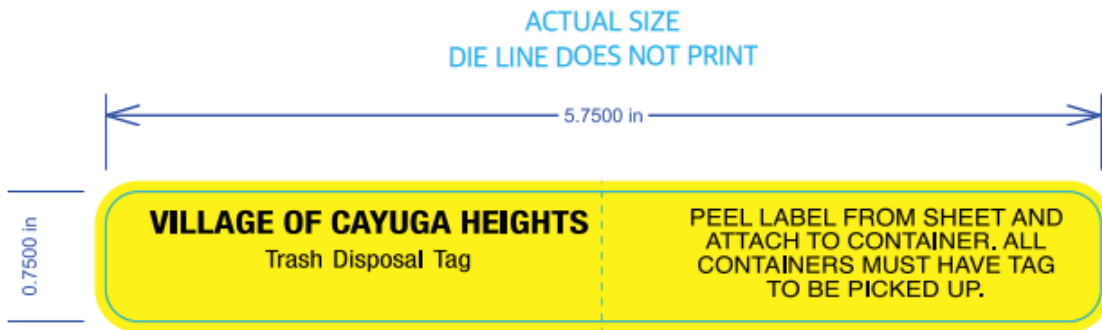 ACTUAL SIZE
DIE LINE DOES NOT PRINT
5.7500 in
0.7500 in
VILLAGE OF CAYUGA HEIGHTS
Trash Disposal Tag
PEEL LABEL FROM SHEET AND
ATTACH TO CONTAINER. ALL
CONTAINERS MUST HAVE TAG
TO BE PICKED UP.